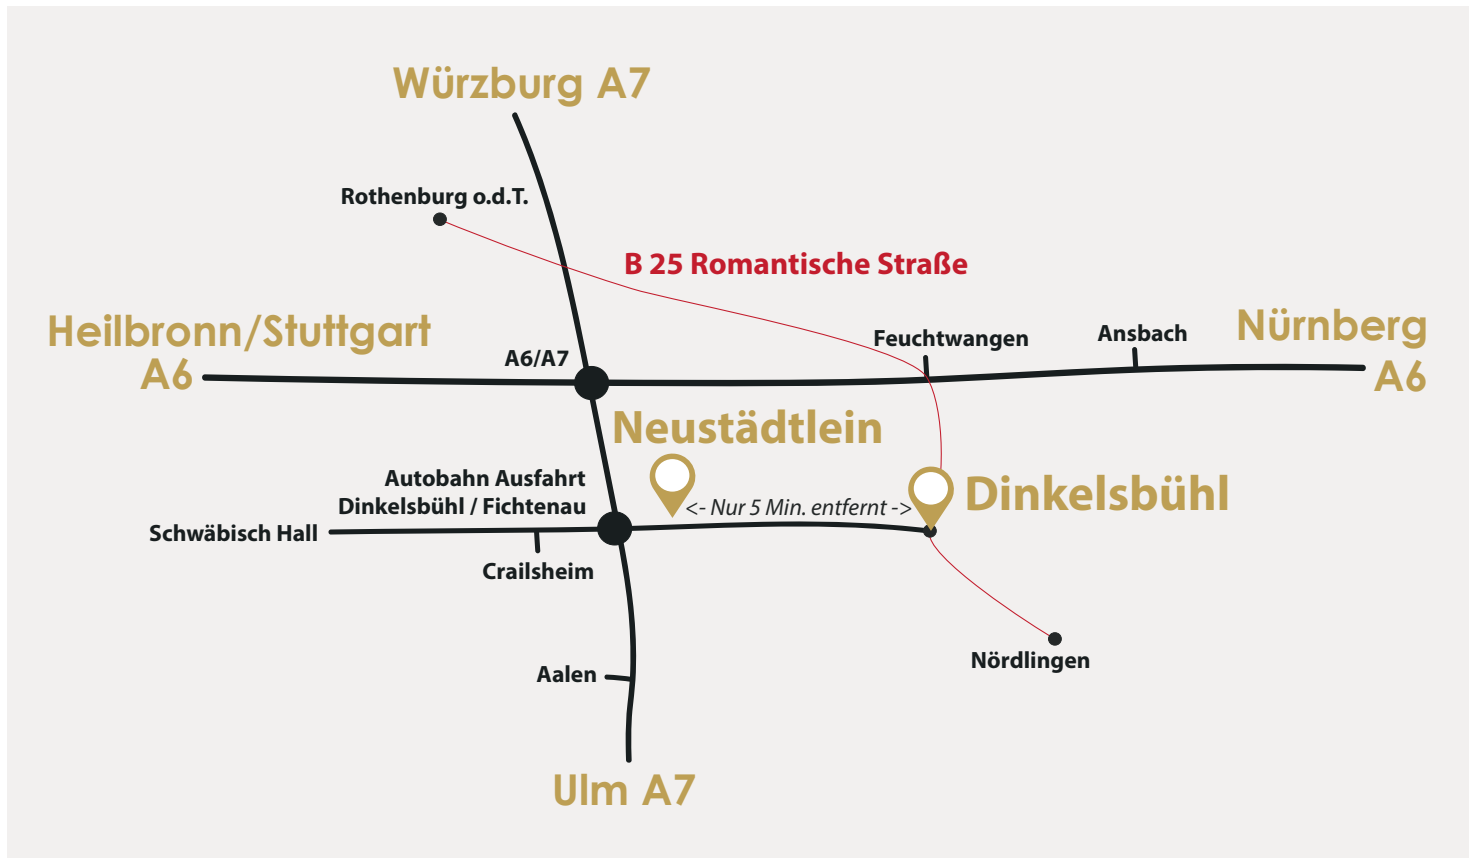 Würzburg A7
Rothenburg o.d.T.
B 25 Romantische Straße
Heilbronn/Stuttgart
A6
Nürnberg
A6
Feuchtwangen
Ansbach
A6/A7
Neustädtlein
Autobahn Ausfahrt
Dinkelsbühl / Fichtenau
<- Nur 5 Min. entfernt ->
Dinkelsbühl
Schwäbisch Hall
Crailsheim
Nördlingen
Aalen
Ulm A7